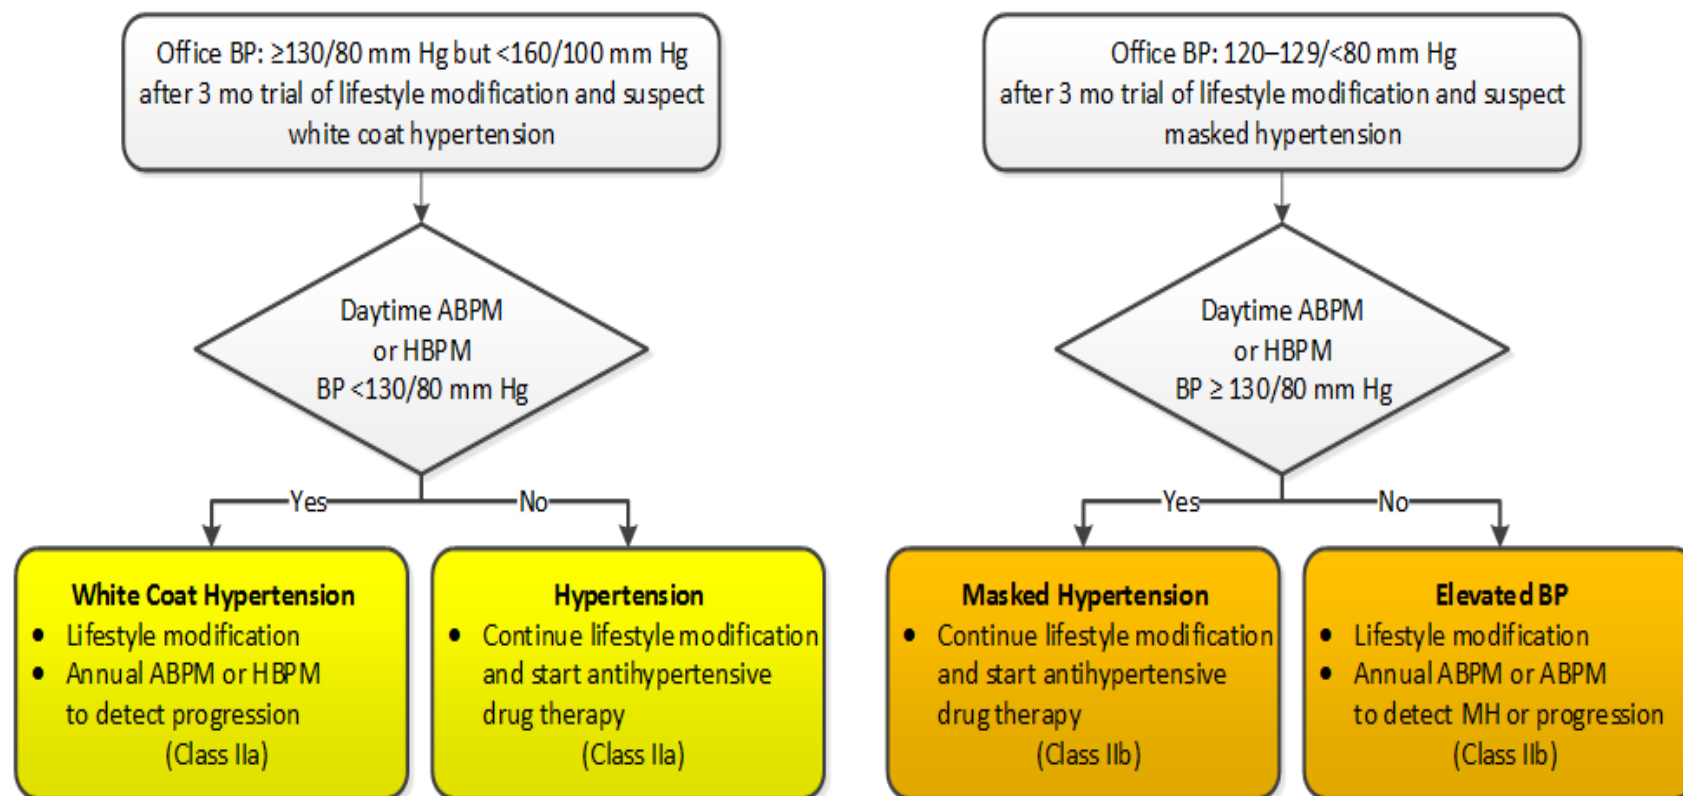 Office BP: ≥130/80 mm Hg but <160/100 mm Hg
after 3 mo trial of lifestyle modification and suspect
white coat hypertension
Daytime ABPM
or HBPM
BP <130/80 mm Hg
Yes
No
White Coat Hypertension
• Lifestyle modification
• Annual ABPM or HBPM
to detect progression
(Class IIa)
Hypertension
• Continue lifestyle modification
and start antihypertensive
drug therapy
(Class IIa)
Office BP: 120–129/<80 mm Hg
after 3 mo trial of lifestyle modification and suspect
masked hypertension
Daytime ABPM
or HBPM
BP ≥ 130/80 mm Hg
Yes
No
Masked Hypertension
• Continue lifestyle modification
and start antihypertensive
drug therapy
(Class IIb)
Elevated BP
• Lifestyle modification
• Annual ABPM or ABPM
to detect MH or progression
(Class IIb)